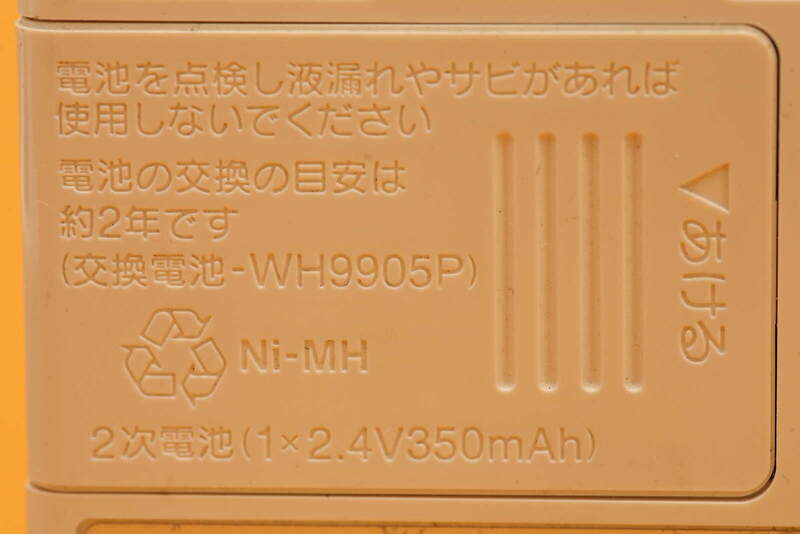 電池を点検し液漏れやサビがあれば
使用しないでください
電池の交換の目安は
約2年です
(交換電池-WH9905P)
Ni-MH
2次電池(1×2.4V350mAh)
◁あける